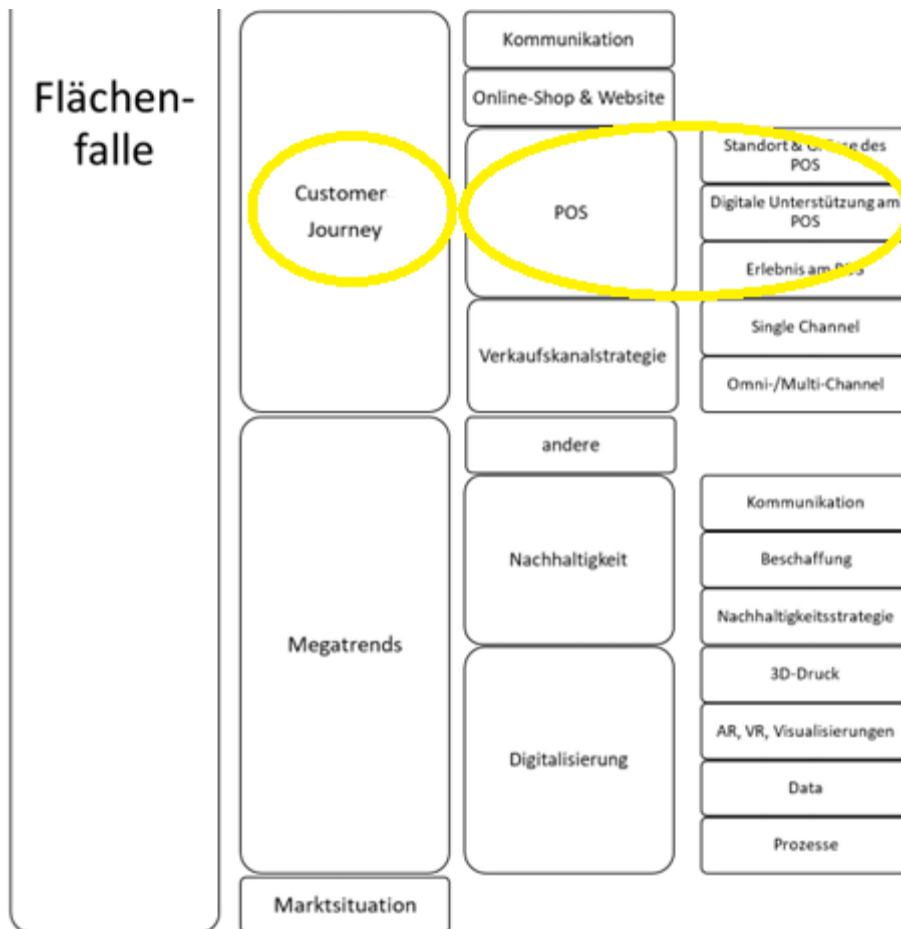 Flächen-
falle
Customer
Journey
Kommunikation
Online-Shop & Website
POS
Standort & des
POS
Digitale Unterstützung am
POS
Erlebnis am POS
Verkaufskanalstrategie
Single Channel
Omni-/Multi-Channel
Megatrends
andere
Nachhaltigkeit
Kommunikation
Beschaffung
Nachhaltigkeitsstrategie
Digitalisierung
3D-Druck
AR, VR, Visualisierungen
Data
Prozesse
Marktsituation